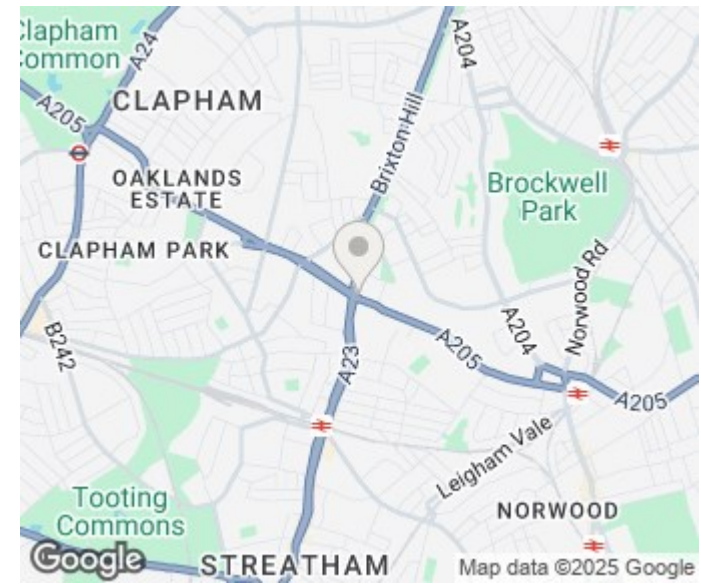 Clapham
Common
A24
A204
A205
CLAPHAM
Brixton Hill
OAKLANDS
ESTATE
Brockwell
Park
CLAPHAM PARK
Norwood Rd
B242
A204
A205
A23
A205
Leigham Vale
Tooting
Commons
NORWOOD
STREATHAM
Google
Map data ©2025 Google